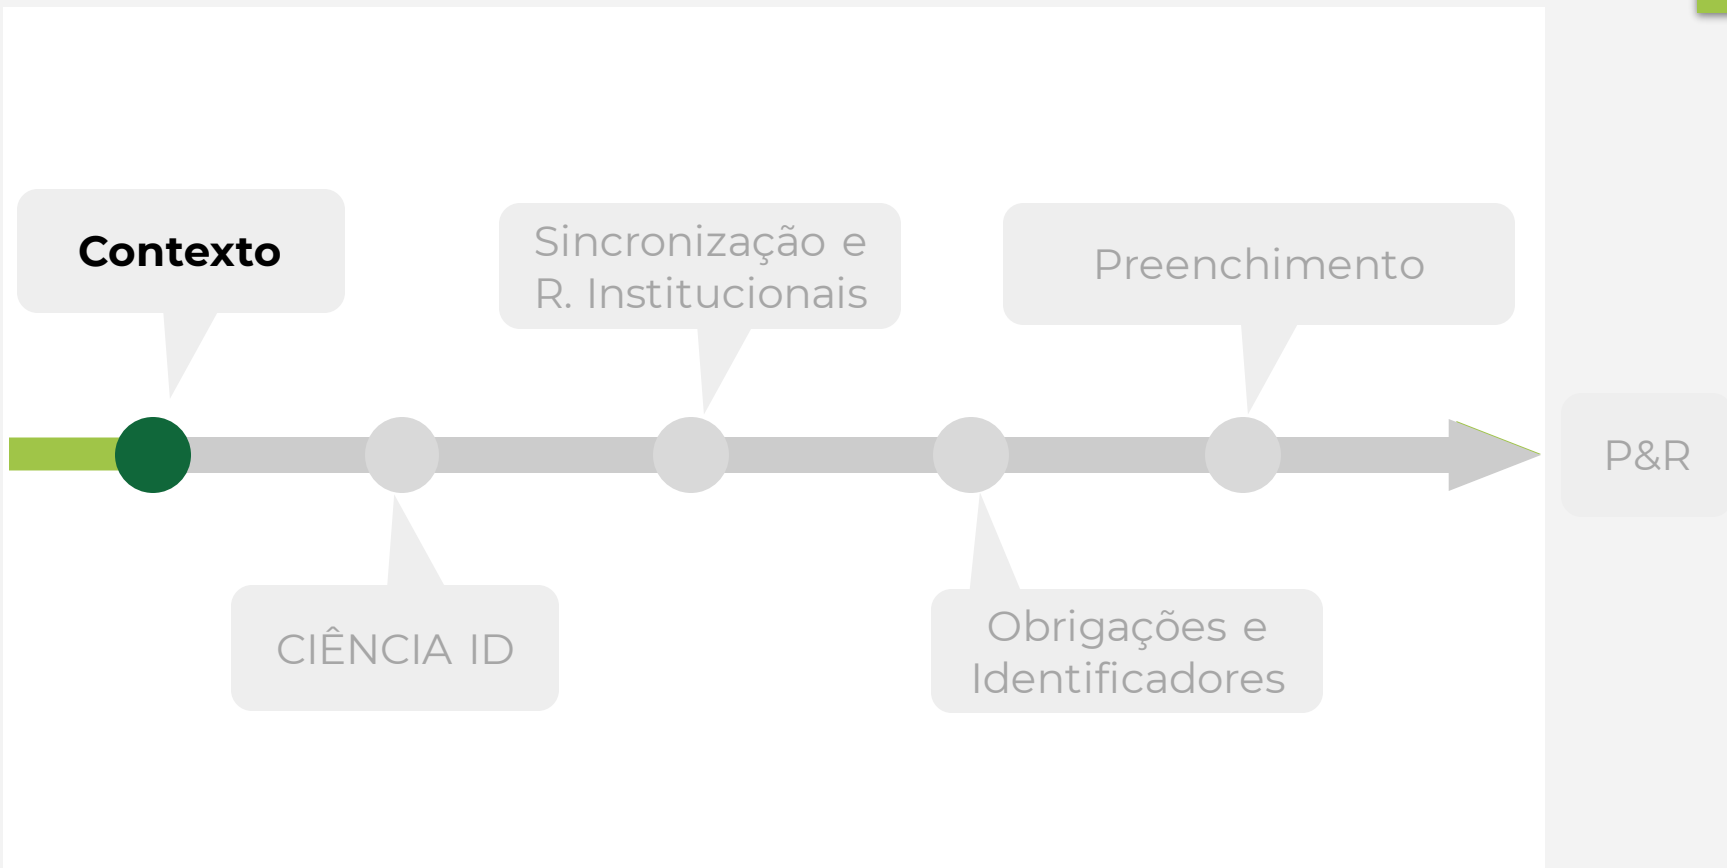 Contexto
CIÊNCIA ID
Sincronização e
R. Institucionais
Obrigações e
Identificadores
Preenchimento
P&R